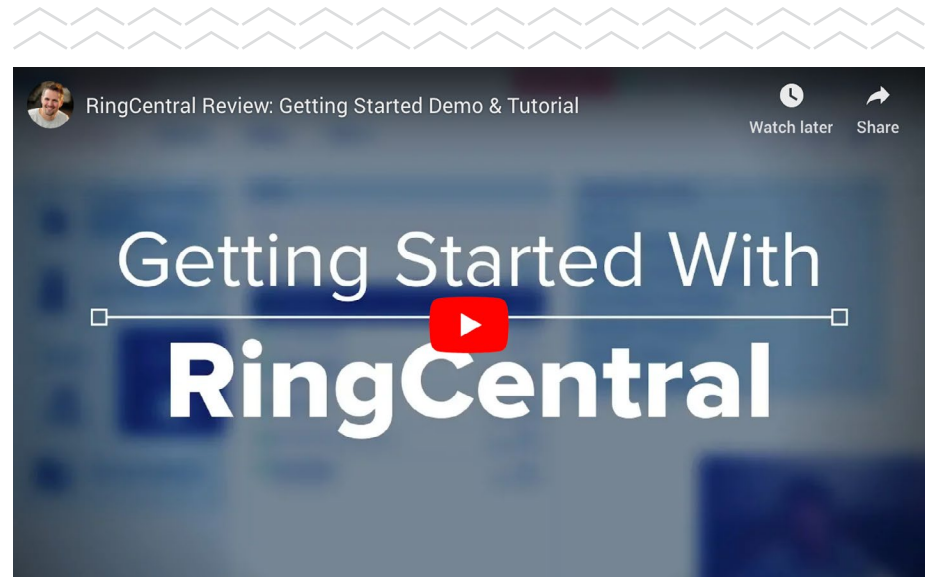 RingCentral Review: Getting Started Demo & Tutorial
Watch later
Share
Getting Started With
RingCentral